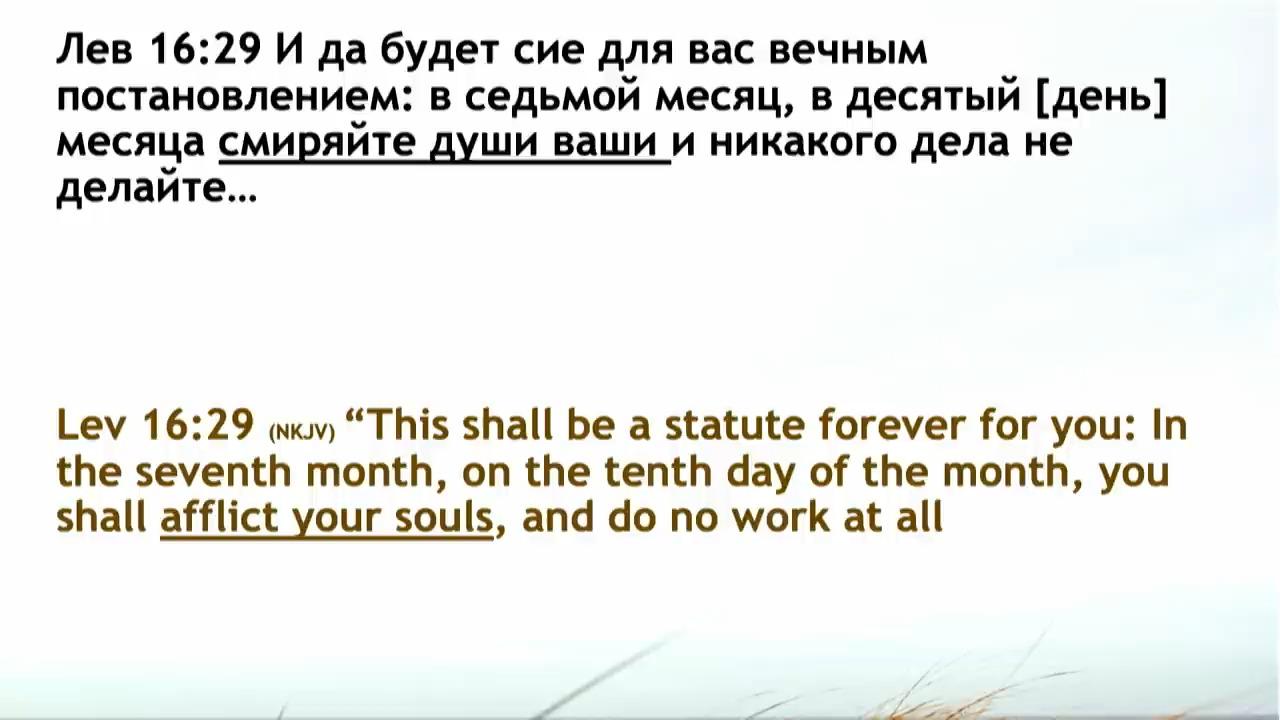 Лев 16:29 И да будет сие для вас вечным
постановлением: в седьмой месяц, в десятый [день]
месяца смиряйте души ваши и никакого дела не
делайте…
Lev 16:29 (NKJV) “This shall be a statute forever for you: In
the seventh month, on the tenth day of the month, you
shall afflict your souls, and do no work at all